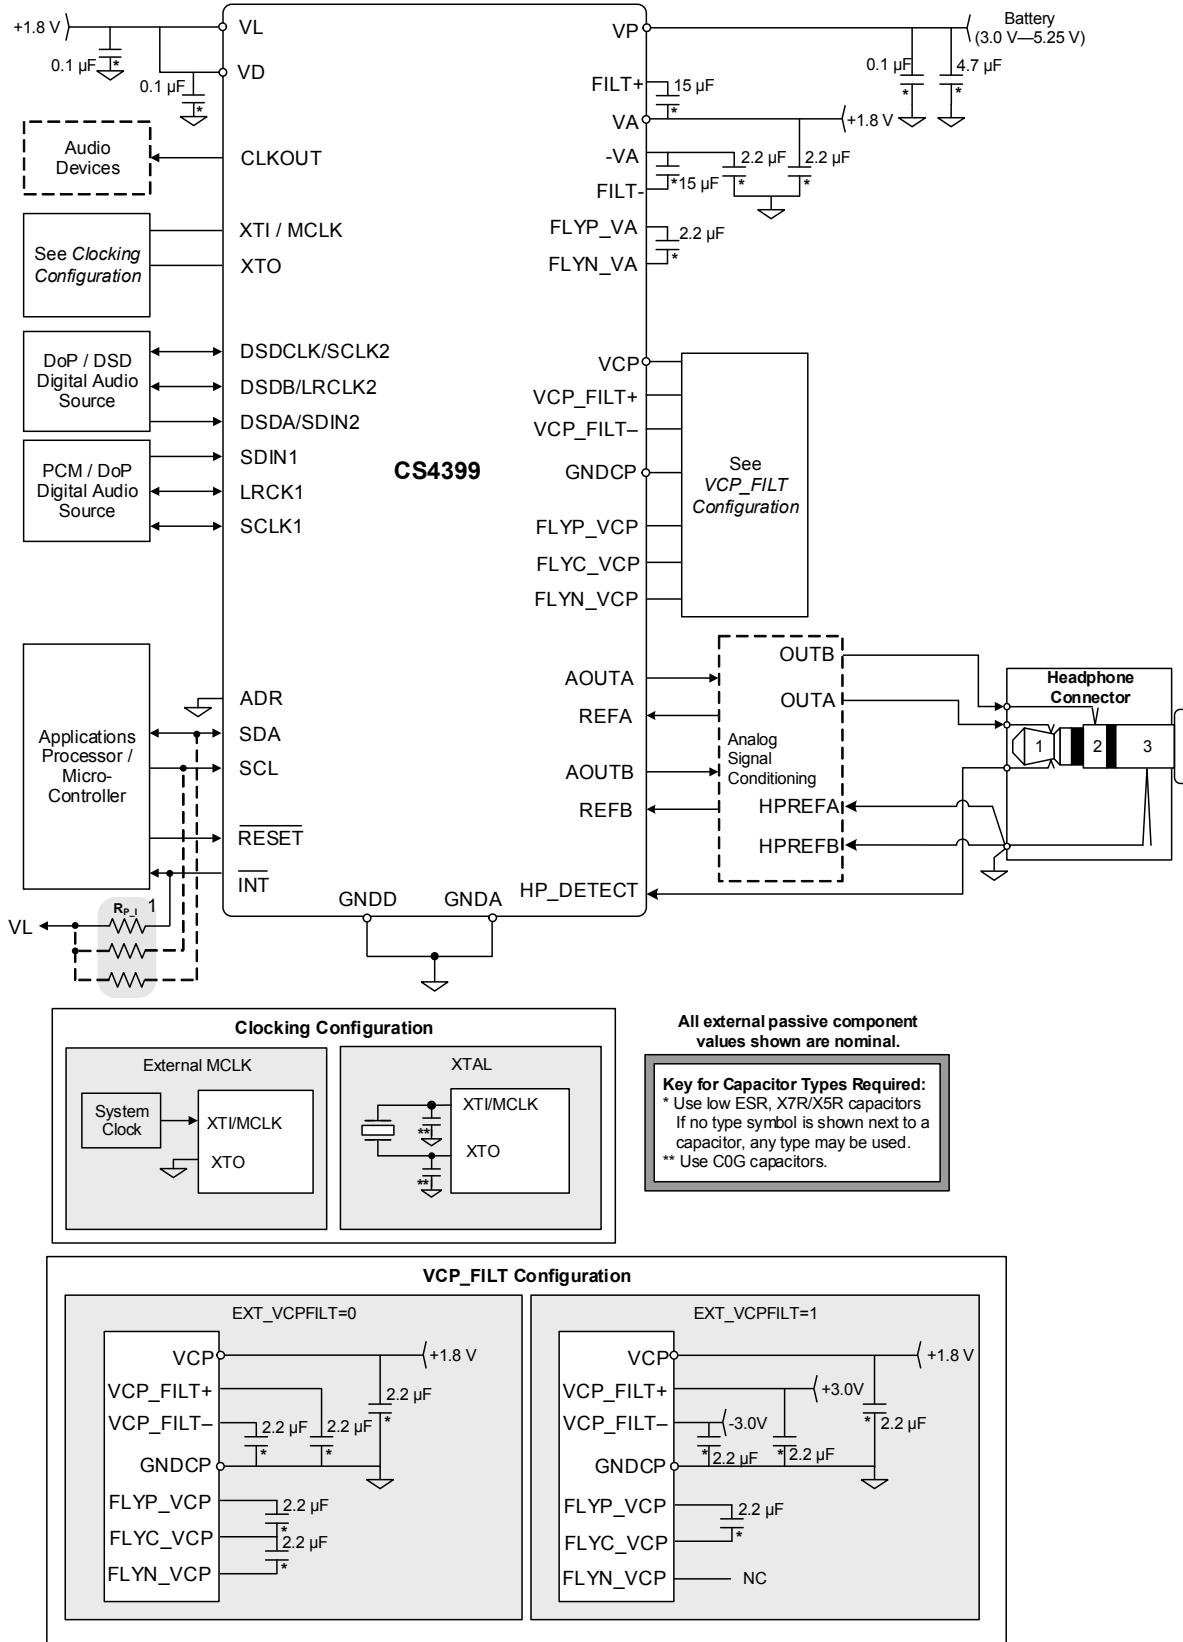 +1.8 V
VL
0.1 µF
*
VD
0.1 µF
*
VP
Battery
(3.0 V—5.25 V)
0.1 µF
*
4.7 µF
*
FILT+
15 µF
*
VA
+1.8 V
-VA
2.2 µF
*
2.2 µF
*
* 15 µF
FILT-
FLYP_VA
2.2 µF
*
FLYN_VA
Audio
Devices
CLKOUT
See Clocking
Configuration
XTI / MCLK
XTO
DoP / DSD
Digital Audio
Source
DSDCLK/SCLK2
DSDB/LRCLK2
DSDA/SDIN2
PCM / DoP
Digital Audio
Source
SDIN1
LRCK1
SCLK1
CS4399
VCP
VCP_FILT+
VCP_FILT–
GNDCP
FLYP_VCP
FLYC_VCP
FLYN_VCP
See
VCP_FILT
Configuration
Applications
Processor /
Micro-
Controller
ADR
SDA
SCL
RESET
INT
AOUTA
REFA
AOUTB
REFB
HP_DETECT
OUTB
OUTA
Analog
Signal
Conditioning
HPREFA
HPREFB
Headphone
Connector
1
2
3
GNDD
GNDA
VL
RP_I 1
Clocking Configuration
External MCLK
System
Clock
XTI/MCLK
XTO
XTAL
XTI/MCLK
**
XTO
**
All external passive component
values shown are nominal.
Key for Capacitor Types Required:
* Use low ESR, X7R/X5R capacitors
If no type symbol is shown next to a
capacitor, any type may be used.
** Use C0G capacitors.
VCP_FILT Configuration
EXT_VCPFILT=0
VCP
+1.8 V
VCP_FILT+
2.2 µF
*
VCP_FILT–
2.2 µF
*
2.2 µF
*
GNDCP
FLYP_VCP
2.2 µF
*
FLYC_VCP
2.2 µF
*
FLYN_VCP
EXT_VCPFILT=1
VCP
+1.8 V
VCP_FILT+
+3.0V
VCP_FILT–
-3.0V
* 2.2 µF
* 2.2 µF
* 2.2 µF
GNDCP
FLYP_VCP
2.2 µF
*
FLYC_VCP
FLYN_VCP
NC